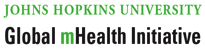 JOHNS HOPKINS UNIVERSITY
Global mHealth Initiative